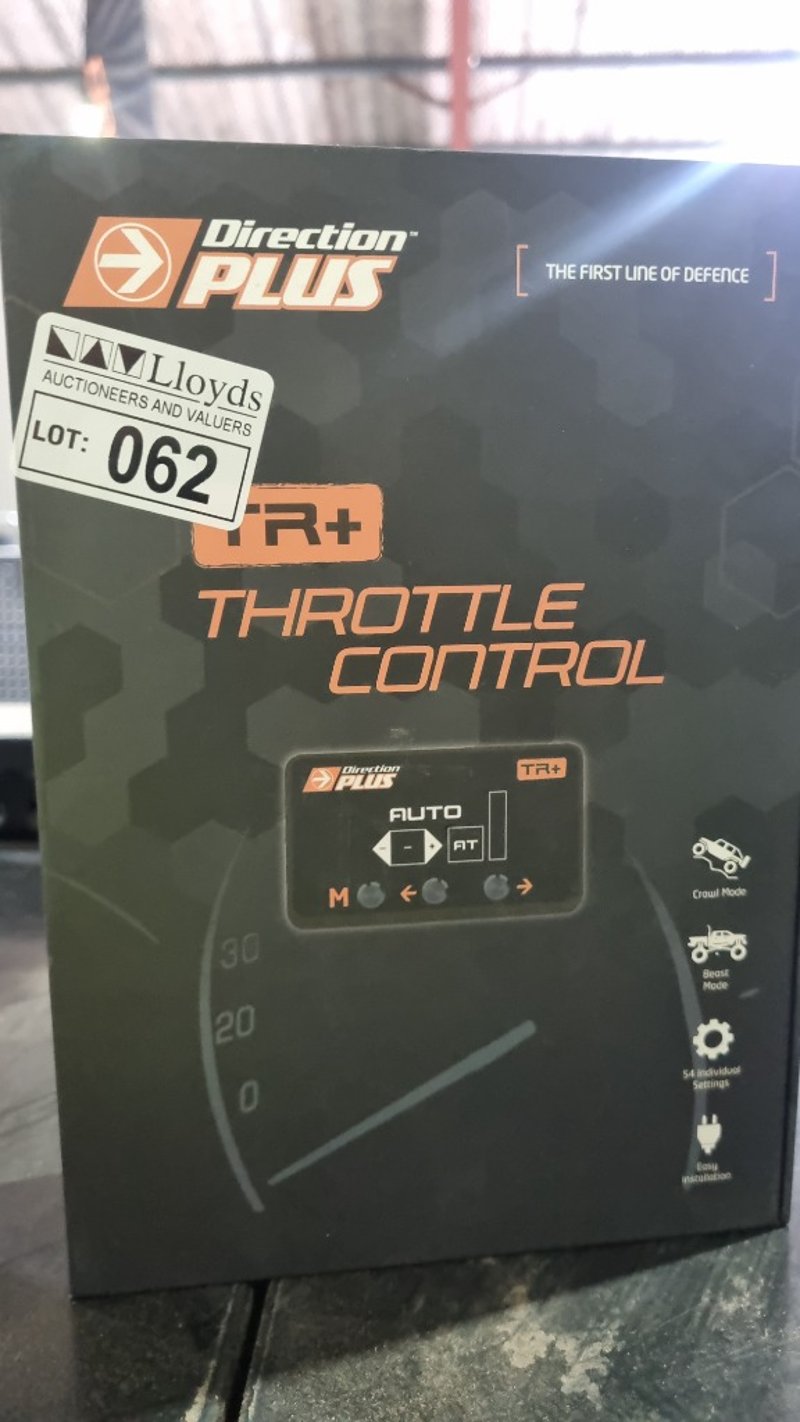 Direction™
PLUS
THE FIRST LINE OF DEFENCE
Lloyds
AUCTIONEERS AND VALUERS
LOT: 062
TR+
THROTTLE
CONTROL
Direction
PLUS
TR+
AUTO
- - +
AT
M
Crawl Mode
Beast
Mode
54 Individual
Settings
Easy
Installation
30
20
0